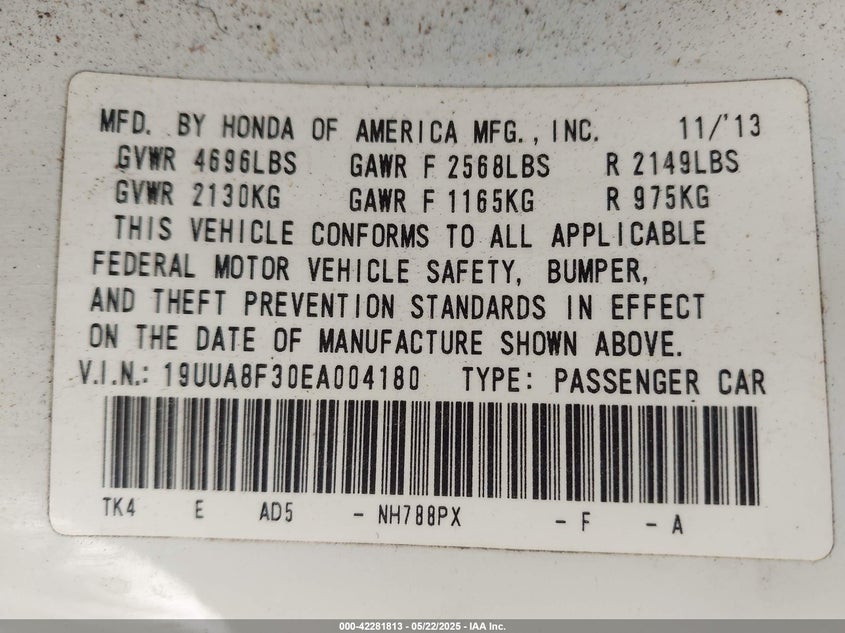 MFD. BY HONDA OF AMERICA MFG., INC. 11/'13
GVWR 4696LBS GAWR F 2568LBS R 2149LBS
GVWR 2130KG GAWR F 1165KG R 975KG
THIS VEHICLE CONFORMS TO ALL APPLICABLE
FEDERAL MOTOR VEHICLE SAFETY, BUMPER,
AND THEFT PREVENTION STANDARDS IN EFFECT
ON THE DATE OF MANUFACTURE SHOWN ABOVE.
V.I.N.: 19UUA8F30EA004180 TYPE: PASSENGER CAR
TK4 E AD5 - NH788PX - F - A
000-42281813 - 05/22/2025 - IAA Inc.